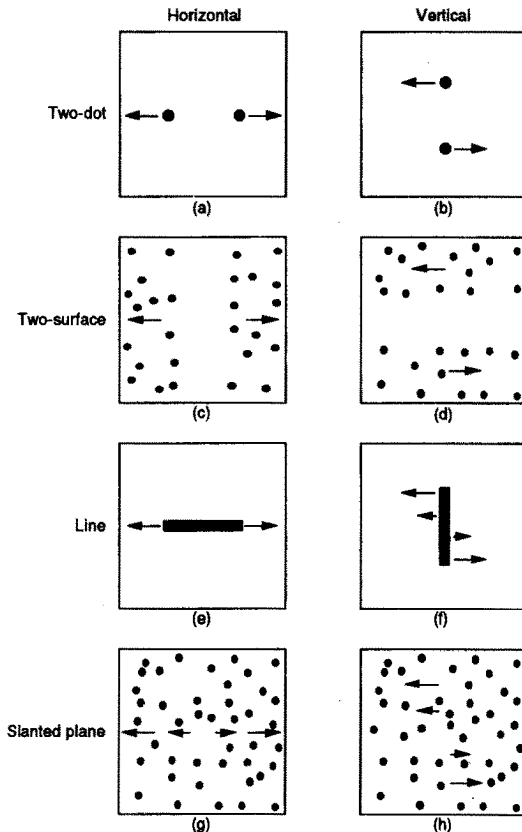 Horizontal Vertical
Two-dot
(a) (b)
Two-surface
(c) (d)
Line
(e) (f)
Slanted plane
(g) (h)